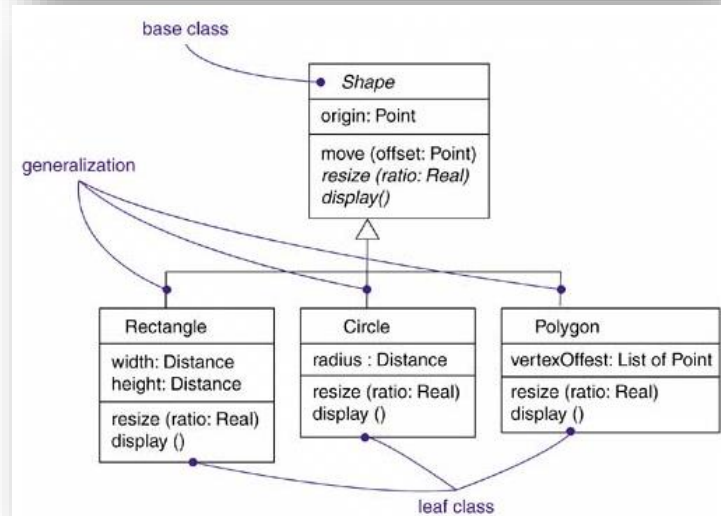 base class
Shape
origin: Point
move (offset: Point)
resize (ratio: Real)
display()
generalization
Rectangle
width: Distance
height: Distance
resize (ratio: Real)
display ()
Circle
radius : Distance
resize (ratio: Real)
display ()
Polygon
vertexOffest: List of Point
resize (ratio: Real)
display ()
leaf class